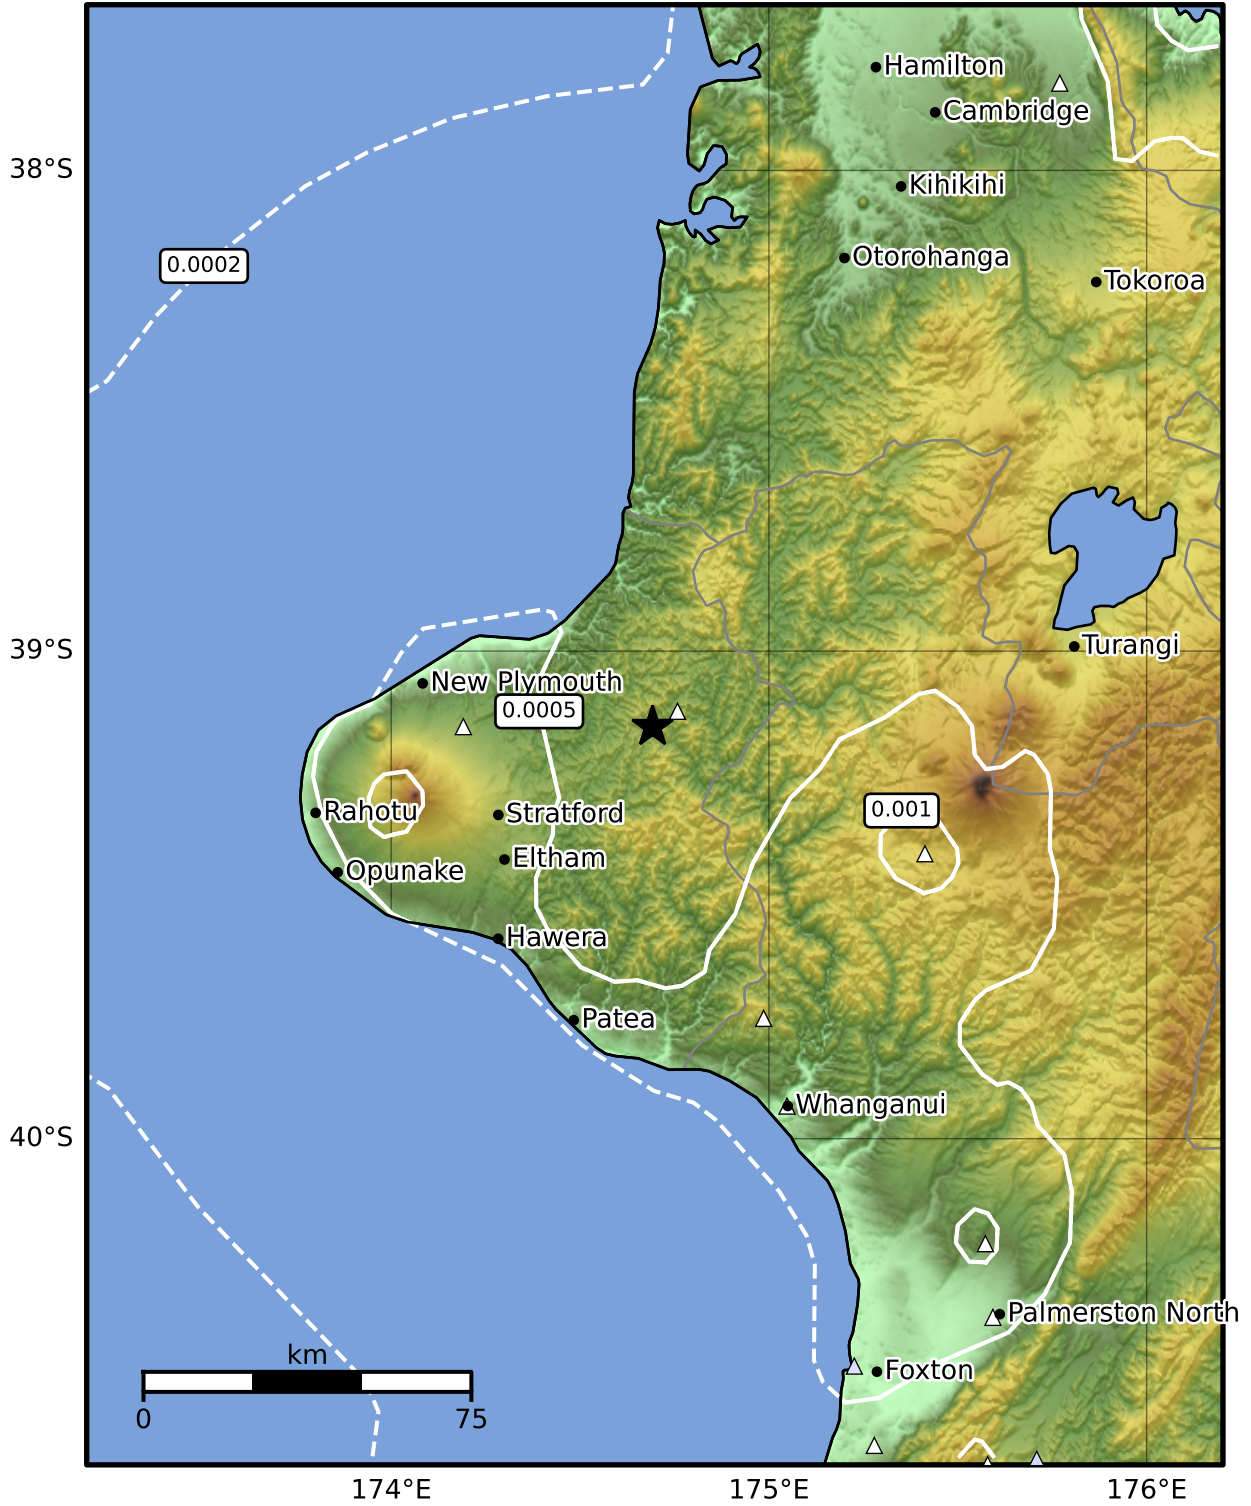 Hamilton
Cambridge
38°S
Kihikihi
Otorohanga
0.0002
Tokoroa
39°S
Turangi
New Plymouth
0.0005
0.001
Rahotu
Stratford
Eltham
Opunake
Hawera
Patea
Whanganui
40°S
Palmerston North
km
Foxton
0
75
174°E
175°E
176°E